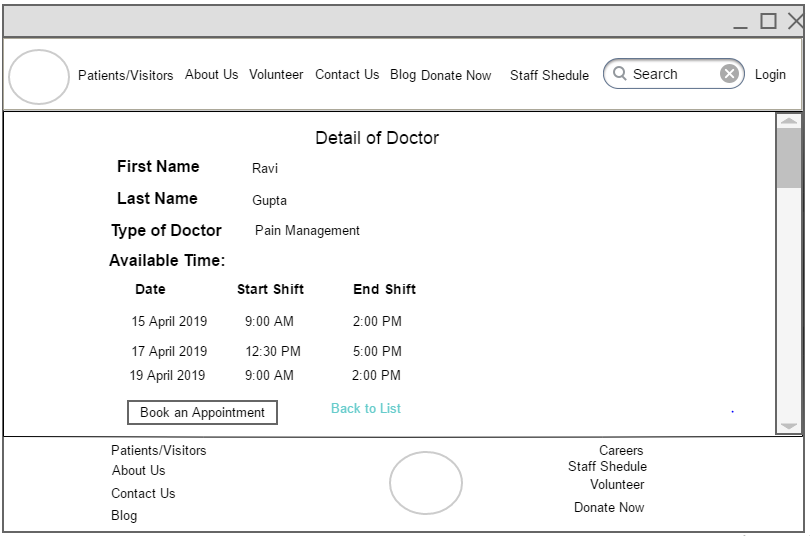 Patients/Visitors About Us Volunteer Contact Us Blog Donate Now Staff Shedule Search Login
Detail of Doctor
First Name Ravi
Last Name Gupta
Type of Doctor Pain Management
Available Time:
Date Start Shift End Shift
15 April 2019 9:00 AM 2:00 PM
17 April 2019 12:30 PM 5:00 PM
19 April 2019 9:00 AM 2:00 PM
Book an Appointment Back to List
Patients/Visitors Careers
About Us Staff Shedule
Contact Us Volunteer
Blog Donate Now